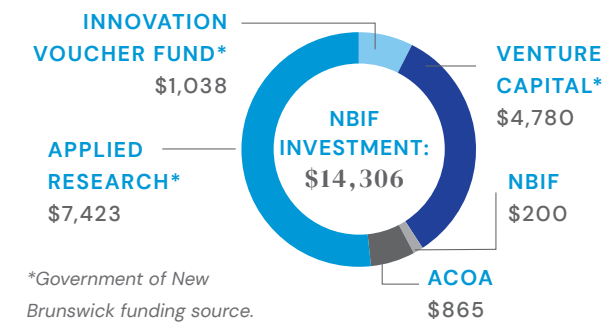 INNOVATION
VOUCHER FUND*
$1,038
VENTURE
CAPITAL*
$4,780
NBIF
INVESTMENT:
$14,306
APPLIED
RESEARCH*
$7,423
NBIF
$200
ACOA
$865
*Government of New
Brunswick funding source.